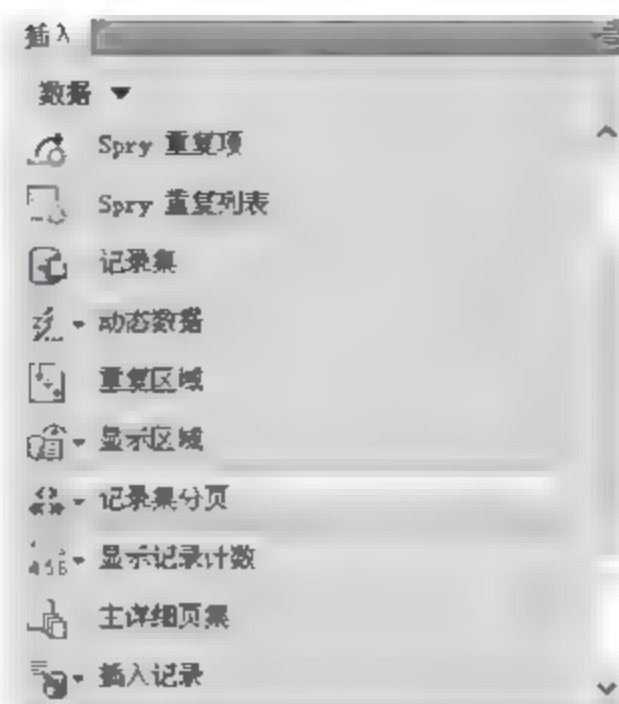 插入
数据
Spry 重复项
Spry 重复列表
记录集
动态数据
重复区域
显示区域
记录集分页
显示记录计数
主详细页集
插入记录